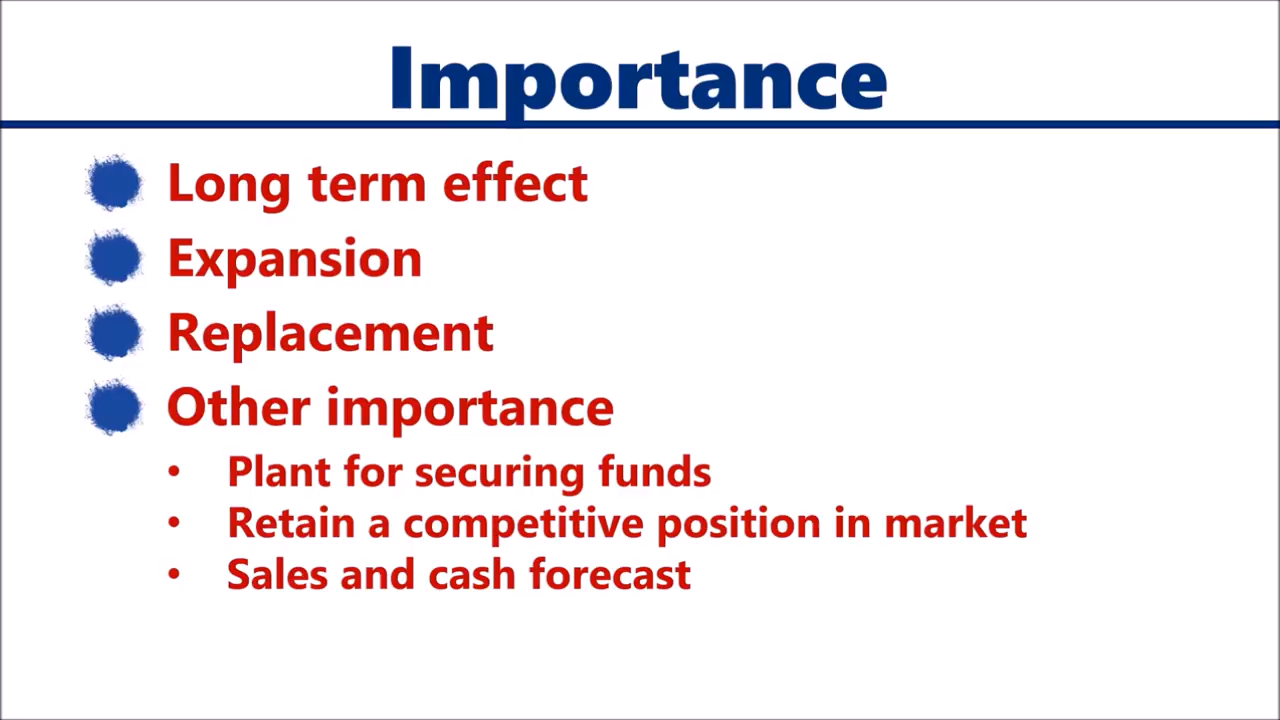 Importance
Long term effect
Expansion
Replacement
Other importance
• Plant for securing funds
• Retain a competitive position in market
• Sales and cash forecast